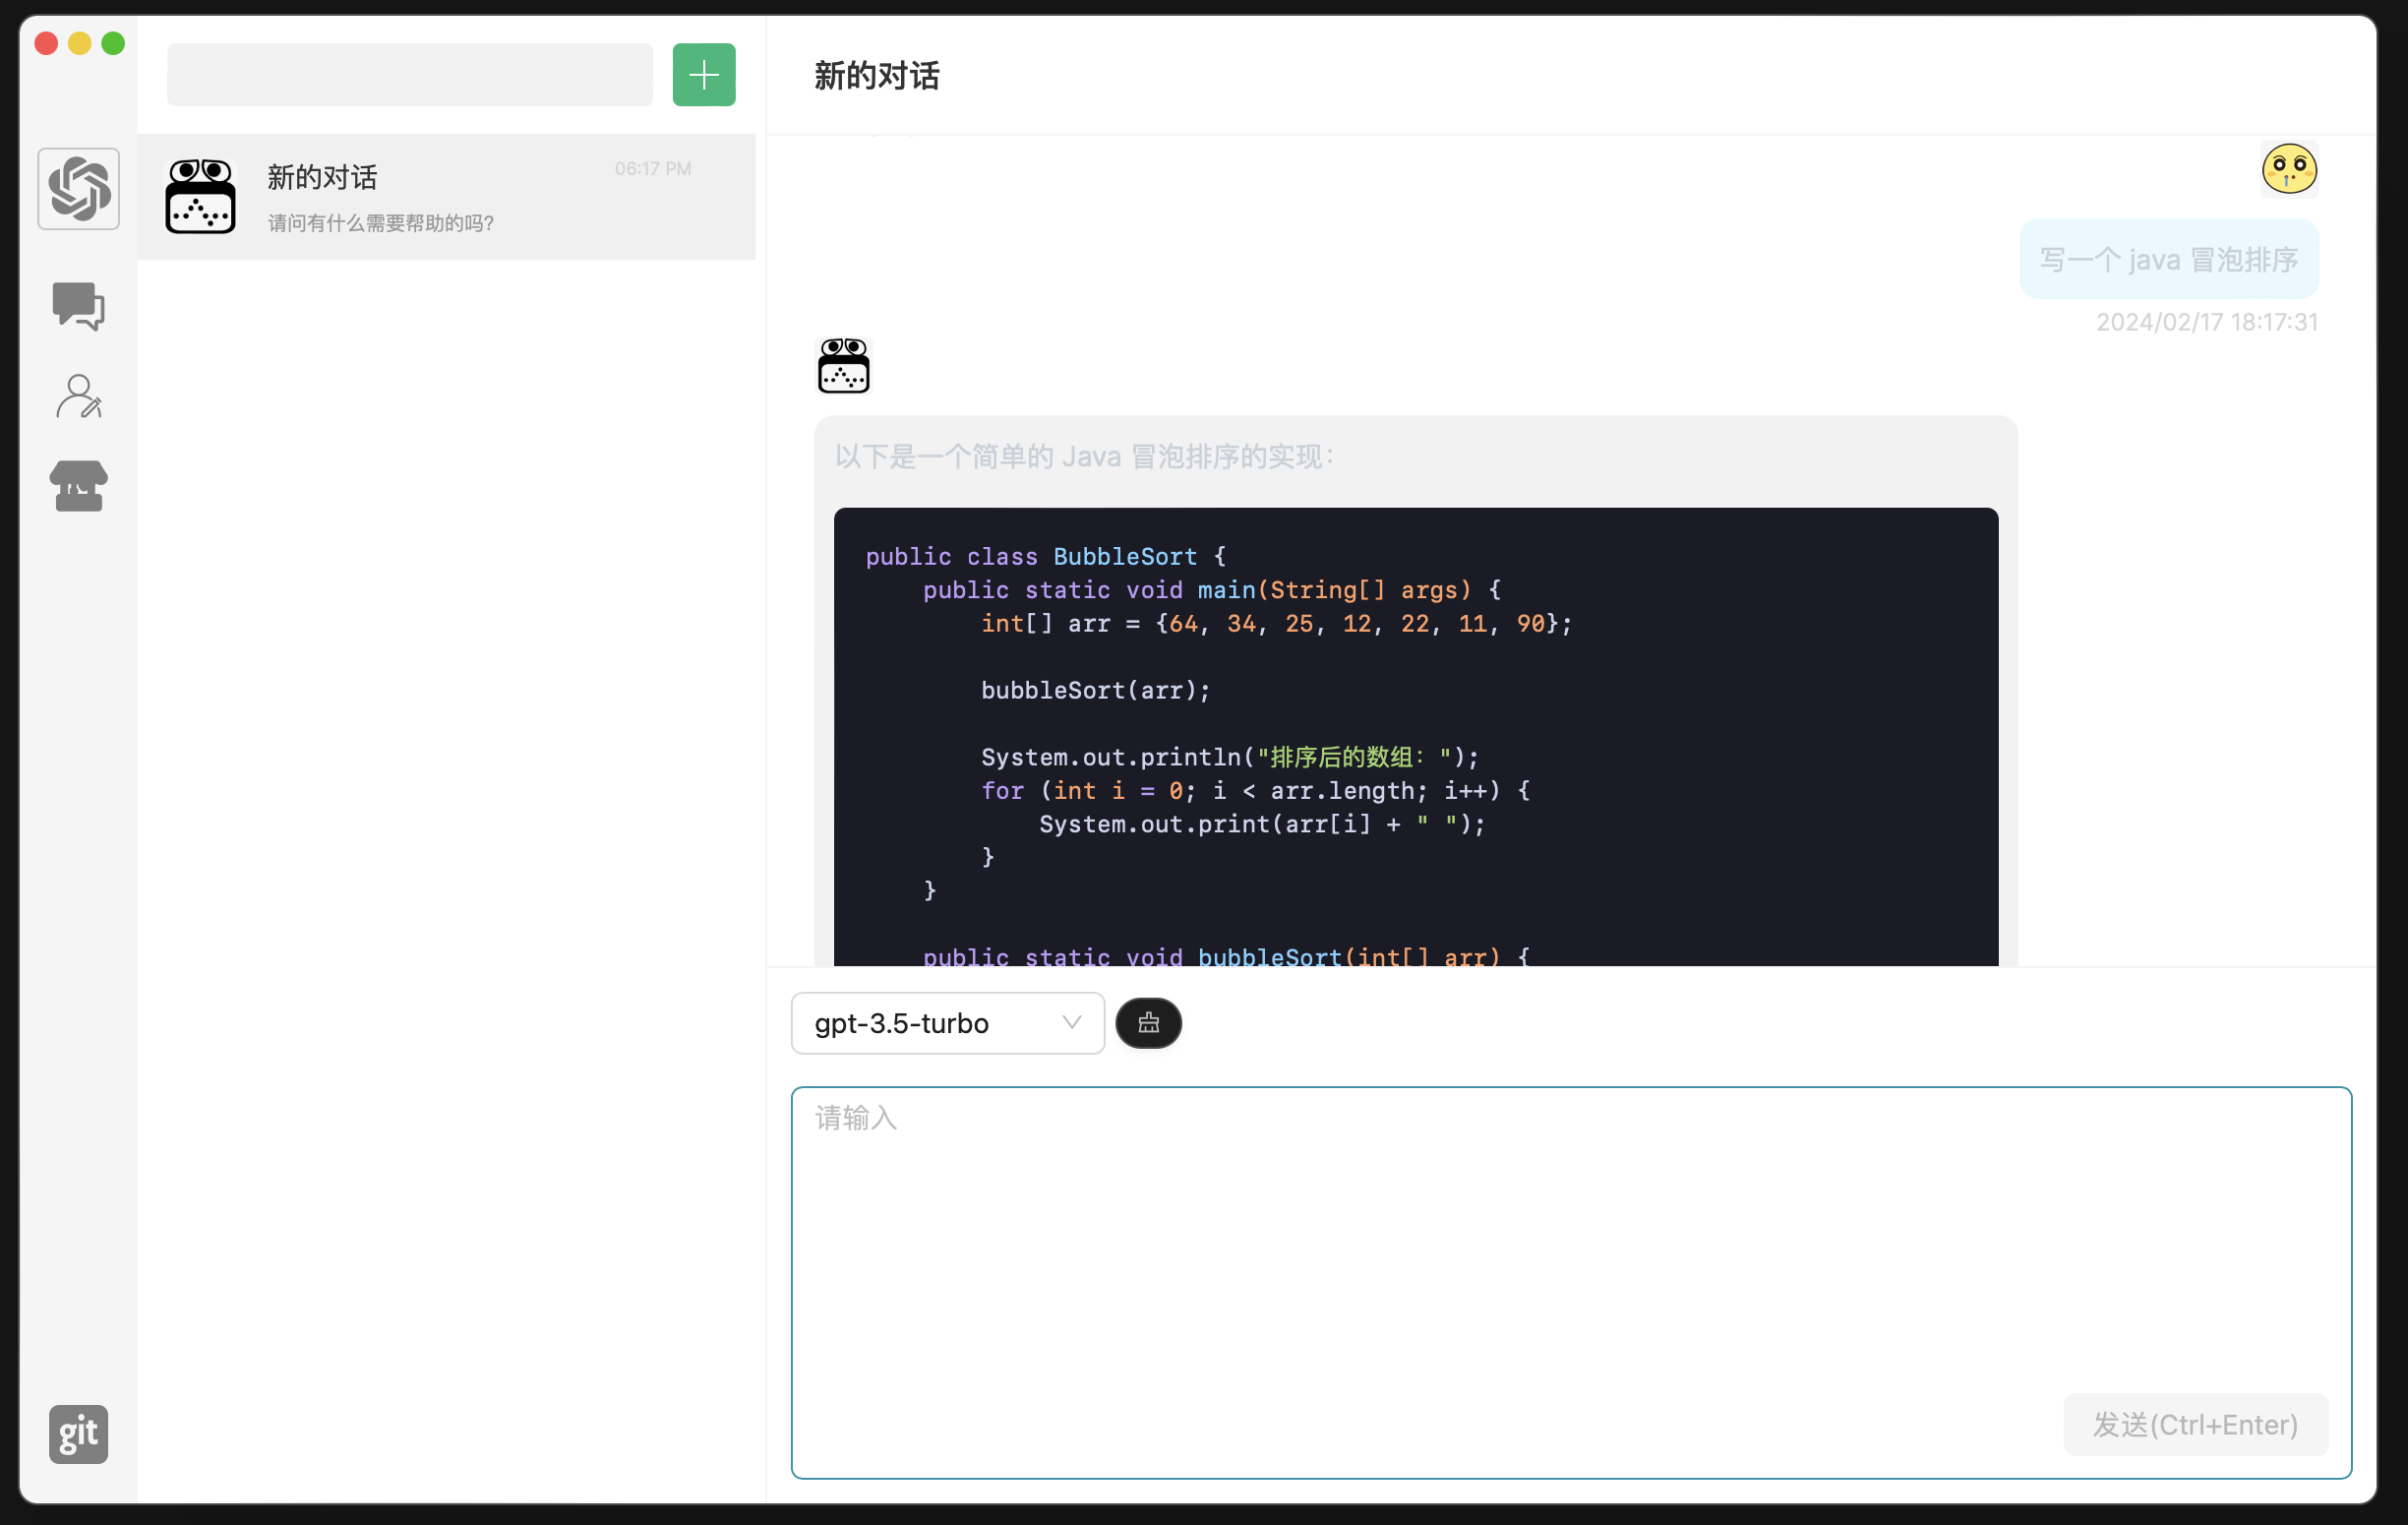 新的对话
06:17 PM
请问有什么需要帮助的吗?
新的对话
写一个 java 冒泡排序
2024/02/17 18:17:31
以下是一个简单的 Java 冒泡排序的实现：
public class BubbleSort {
    public static void main(String[] args) {
        int[] arr = {64, 34, 25, 12, 22, 11, 90};

        bubbleSort(arr);

        System.out.println("排序后的数组：");
        for (int i = 0; i < arr.length; i++) {
            System.out.print(arr[i] + " ");
        }
    }

    public static void bubbleSort(int[] arr) {
gpt-3.5-turbo
请输入
发送(Ctrl+Enter)
git